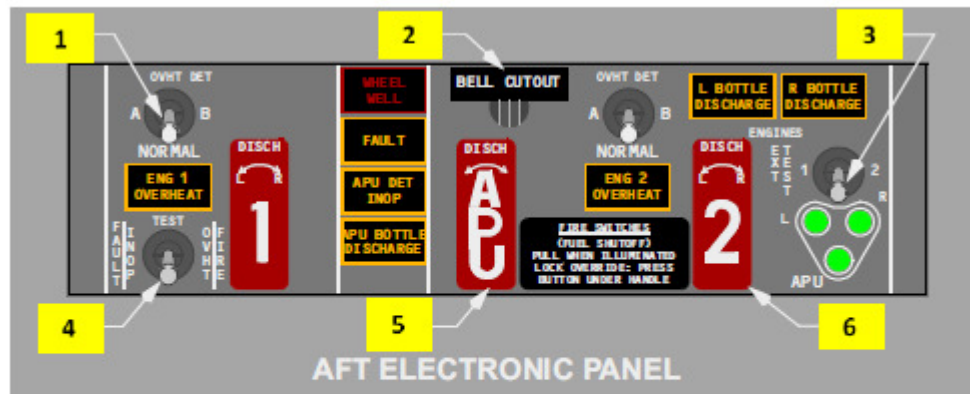 1
2
3
OVHT DET
A B
NORMAL
ENG 1
OVERHEAT
TEST
FAULT
INOP
OVHT
FIRE
DISCH
L R
1
WHEEL
WELL
FAULT
APU DET
INOP
APU BOTTLE
DISCHARGE
BELL CUTOUT
DISCH
APU
OVHT DET
A B
NORMAL
ENG 2
OVERHEAT
FIRE SWITCHES
(FUEL SHUTOFF)
PULL WHEN ILLUMINATED
LOCK OVERRIDE: PRESS
BUTTON UNDER HANDLE
L BOTTLE
DISCHARGE
R BOTTLE
DISCHARGE
DISCH
L R
2
ENGINES
EXT
TEST
1 2
L R
APU
4
5
6
AFT ELECTRONIC PANEL